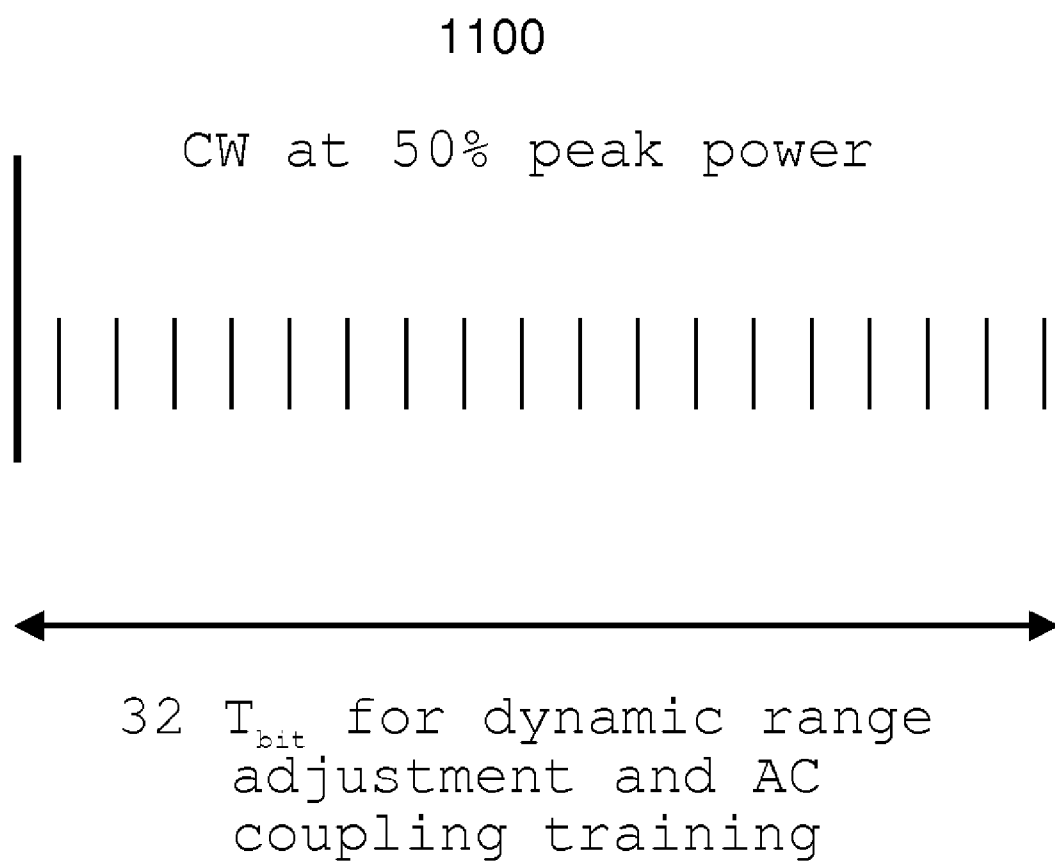 1100
CW at 50% peak power
32 Tbit for dynamic range
adjustment and AC
coupling training